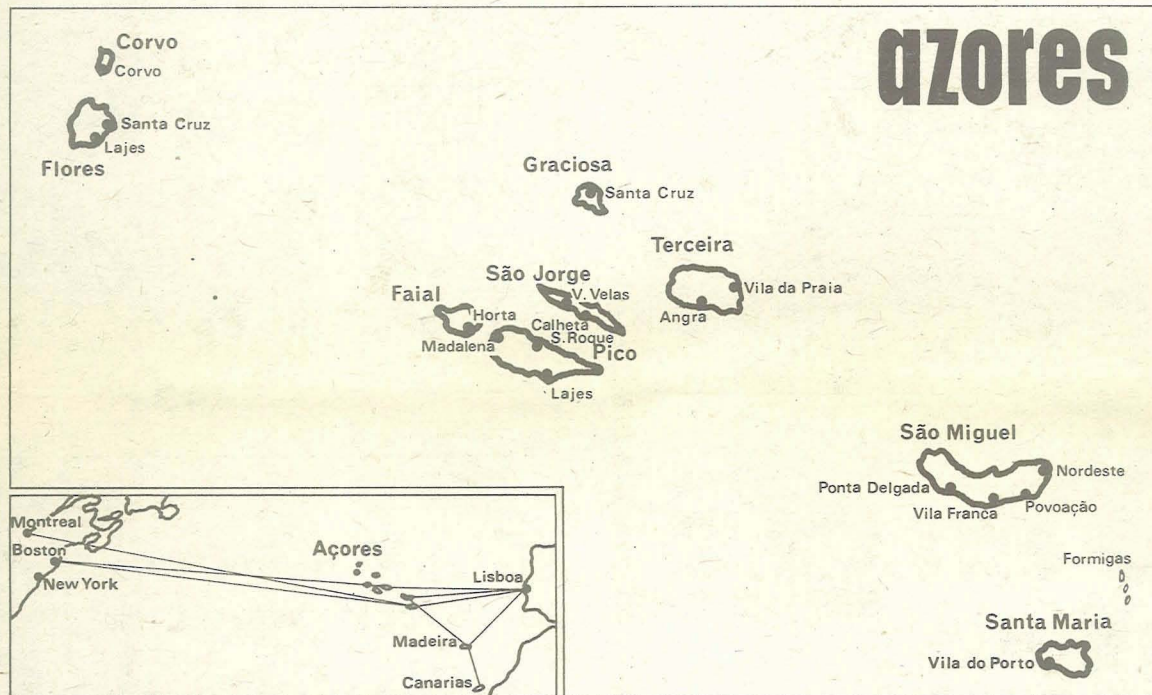 azores
Corvo
Corvo
Santa Cruz
Lajes
Flores
Graciosa
Santa Cruz
Terceira
Vila da Praia
Angra
São Jorge
V. Velas
Calheta
Faial
Horta
Madalena
S. Roque
Pico
Lajes
São Miguel
Nordeste
Ponta Delgada
Vila Franca
Povoação
Formigas
Santa Maria
Vila do Porto
Montreal
Boston
New York
Açores
Lisboa
Madeira
Canarias